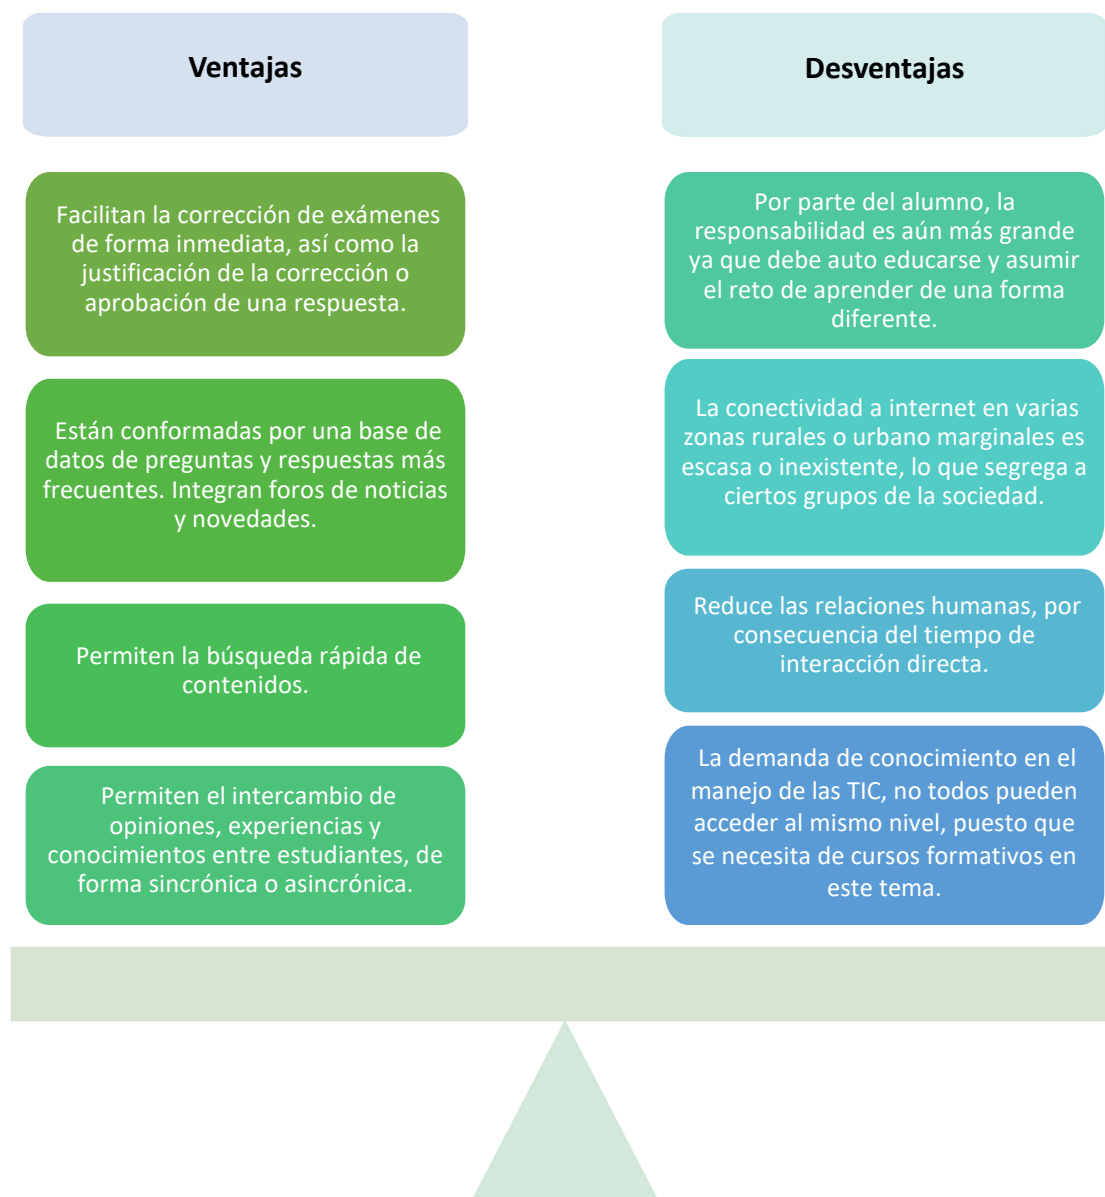 Ventajas
Facilitan la corrección de exámenes
de forma inmediata, así como la
justificación de la corrección o
aprobación de una respuesta.
Están conformadas por una base de
datos de preguntas y respuestas más
frecuentes. Integran foros de noticias
y novedades.
Permiten la búsqueda rápida de
contenidos.
Permiten el intercambio de
opiniones, experiencias y
conocimientos entre estudiantes, de
forma sincrónica o asincrónica.
Desventajas
Por parte del alumno, la
responsabilidad es aún más grande
ya que debe auto educarse y asumir
el reto de aprender de una forma
diferente.
La conectividad a internet en varias
zonas rurales o urbano marginales es
escasa o inexistente, lo que segrega a
ciertos grupos de la sociedad.
Reduce las relaciones humanas, por
consecuencia del tiempo de
interacción directa.
La demanda de conocimiento en el
manejo de las TIC, no todos pueden
acceder al mismo nivel, puesto que
se necesita de cursos formativos en
este tema.